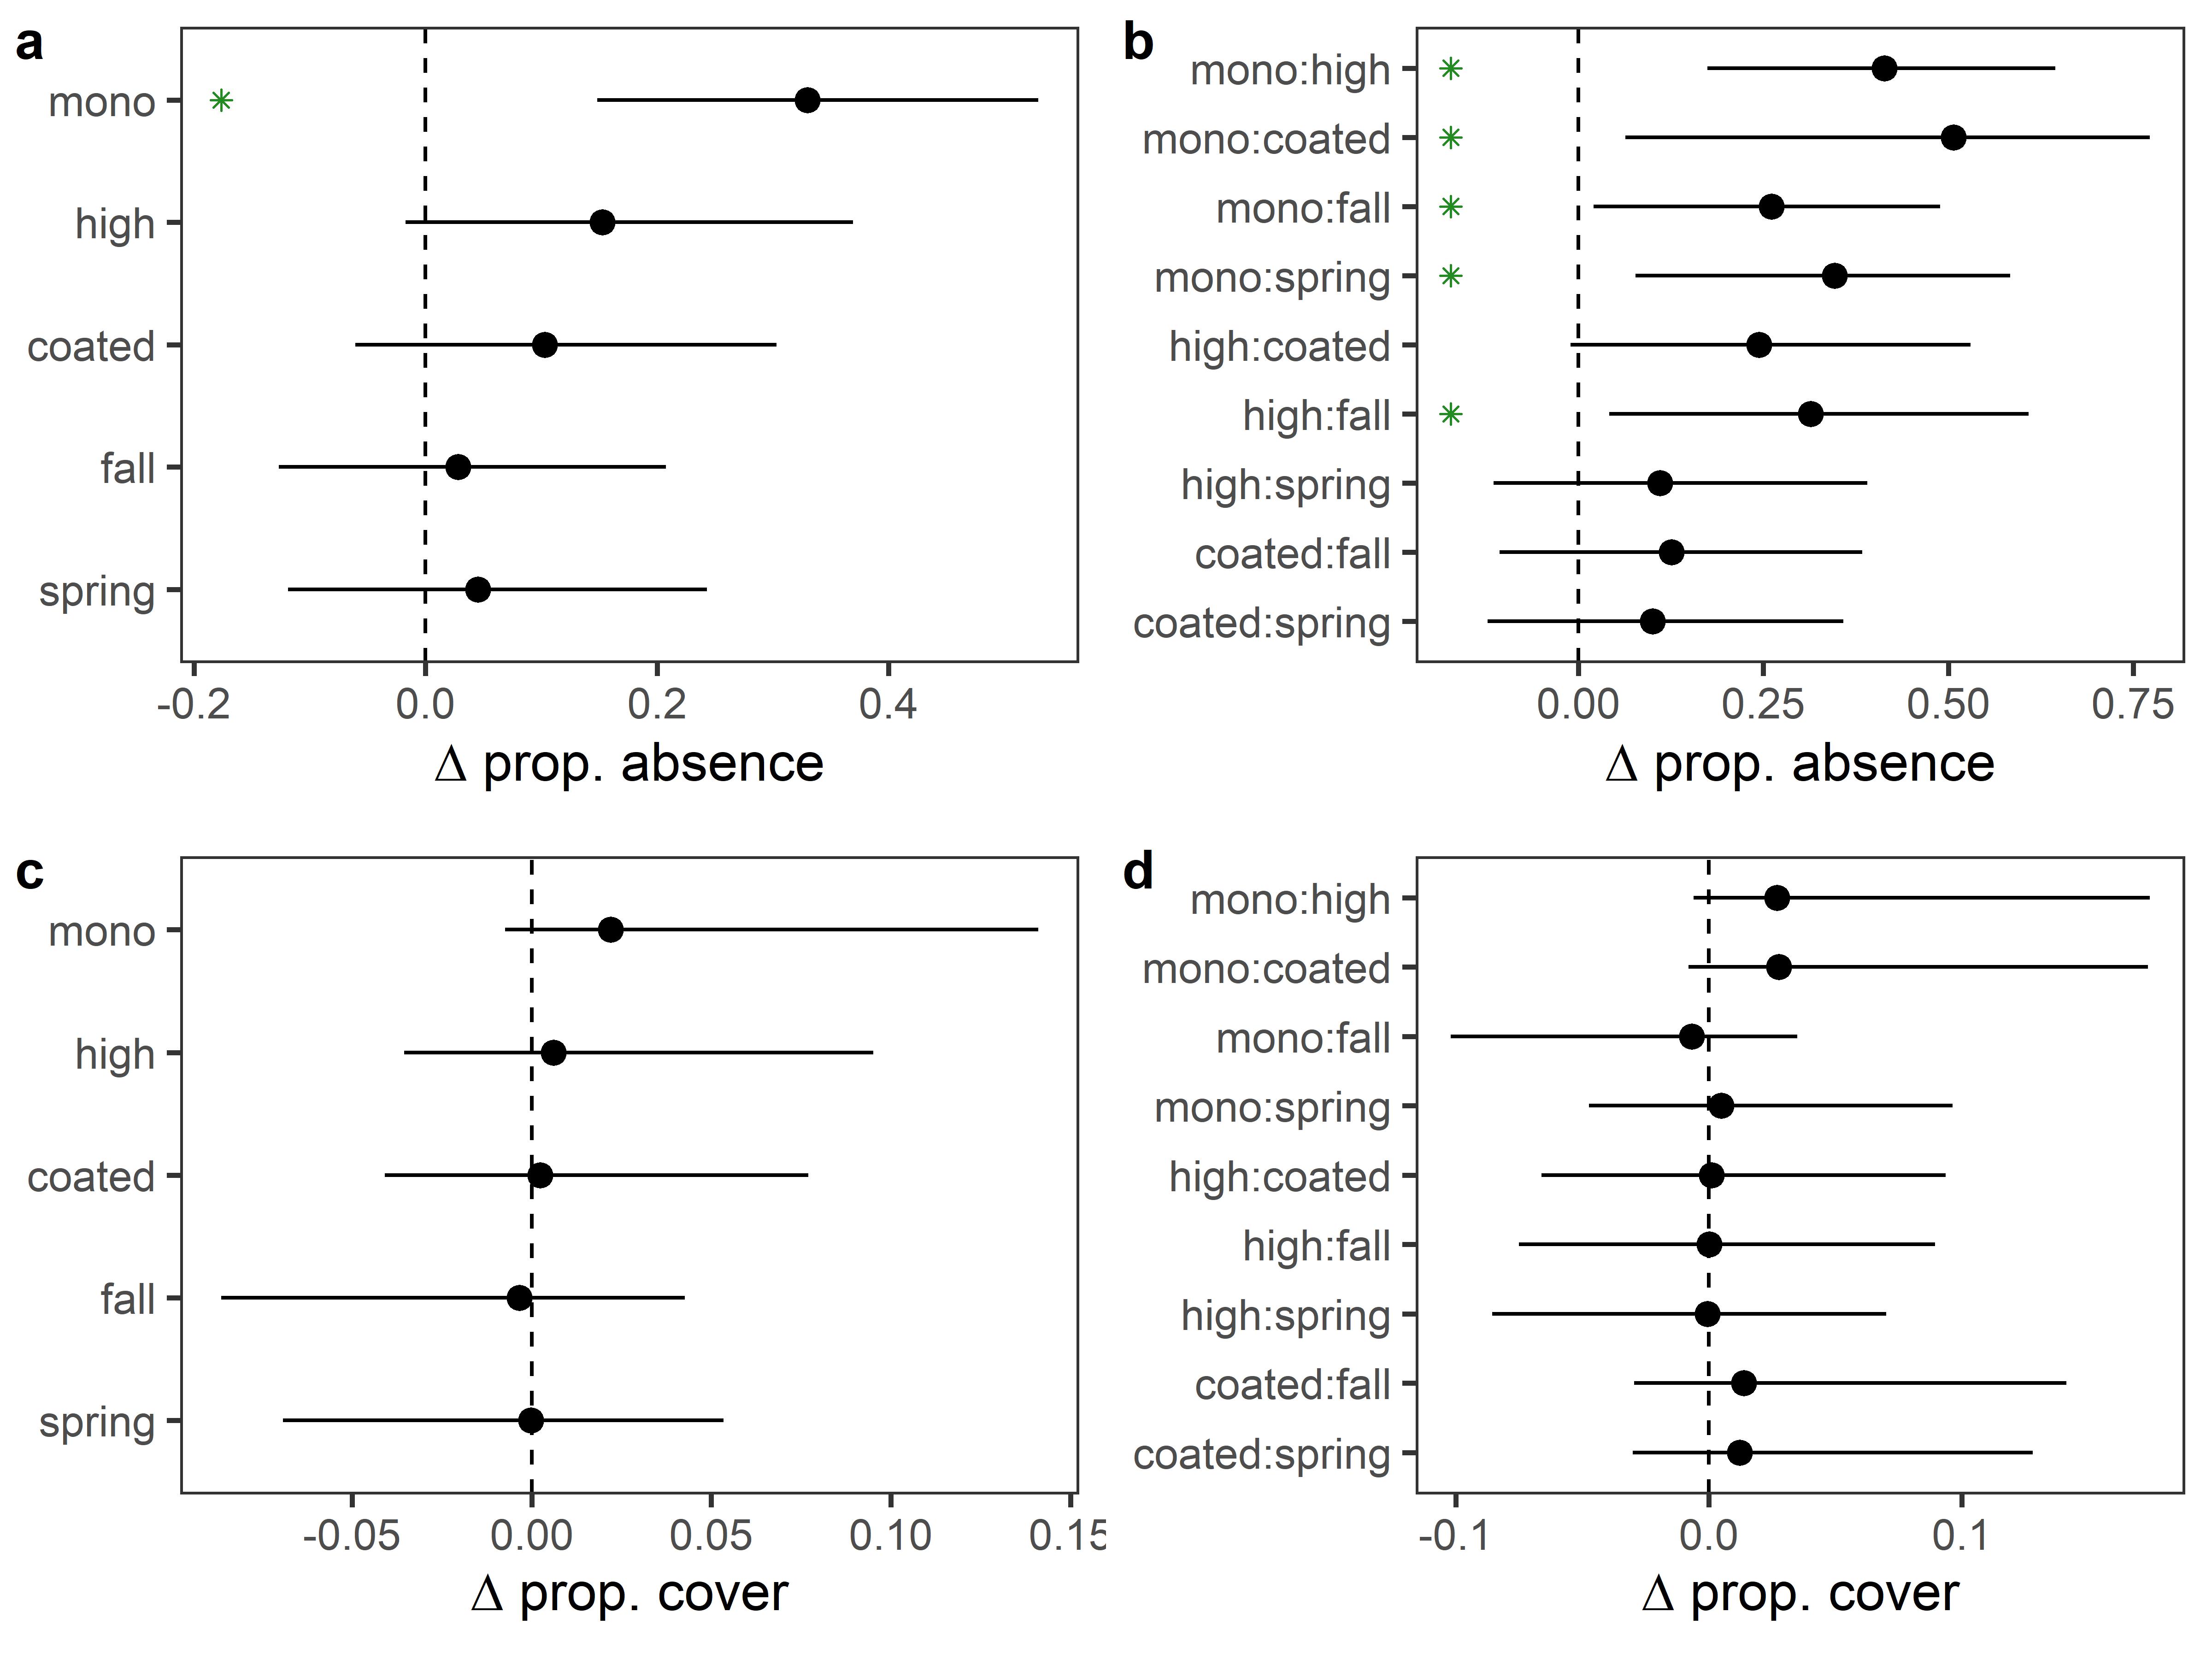 a
mono
high
coated
fall
spring
-0.2 0.0 0.2 0.4
Δ prop. absence
b
mono:high
mono:coated
mono:fall
mono:spring
high:coated
high:fall
high:spring
coated:fall
coated:spring
0.00 0.25 0.50 0.75
Δ prop. absence
c
mono
high
coated
fall
spring
-0.05 0.00 0.05 0.10 0.15
Δ prop. cover
d
mono:high
mono:coated
mono:fall
mono:spring
high:coated
high:fall
high:spring
coated:fall
coated:spring
-0.1 0.0 0.1
Δ prop. cover